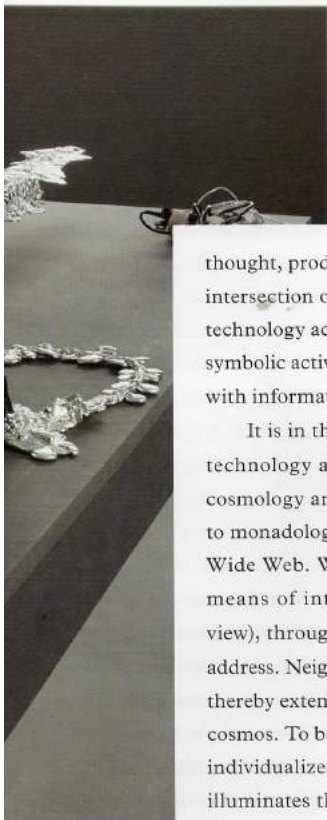 thought, prod
intersection o
technology ac
symbolic activ
with informat
It is in th
technology a
cosmology an
to monadolog
Wide Web. W
means of int
view), throug
address. Neig
thereby exten
cosmos. To b
individualize
illuminates th